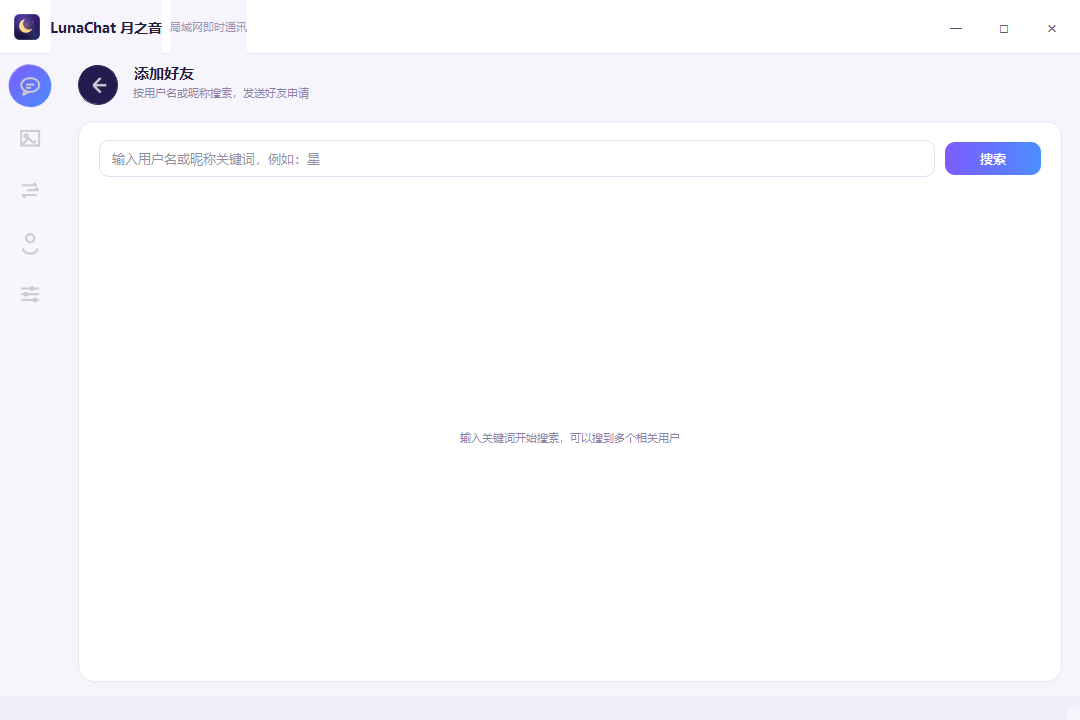 LunaChat 月之音 局域网即时通讯
添加好友
按用户名或昵称搜索，发送好友申请
输入用户名或昵称关键词，例如：星
搜索
输入关键词开始搜索，可以搜到多个相关用户